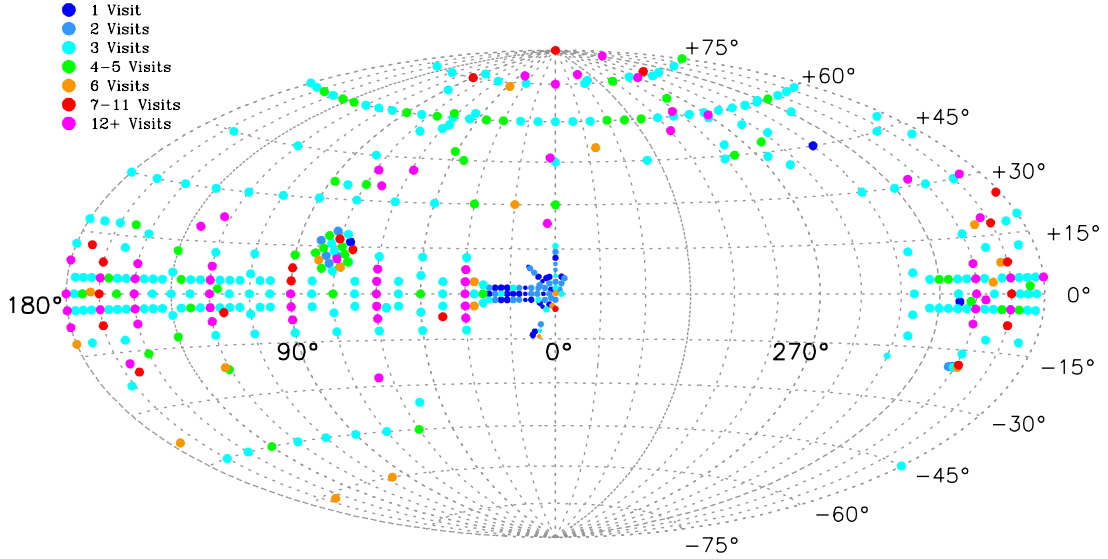 1 Visit
2 Visits
3 Visits
4-5 Visits
6 Visits
7-11 Visits
12+ Visits
+75°
+60°
+45°
+30°
+15°
180°
0°
90°
0°
270°
-15°
-30°
-45°
-60°
-75°